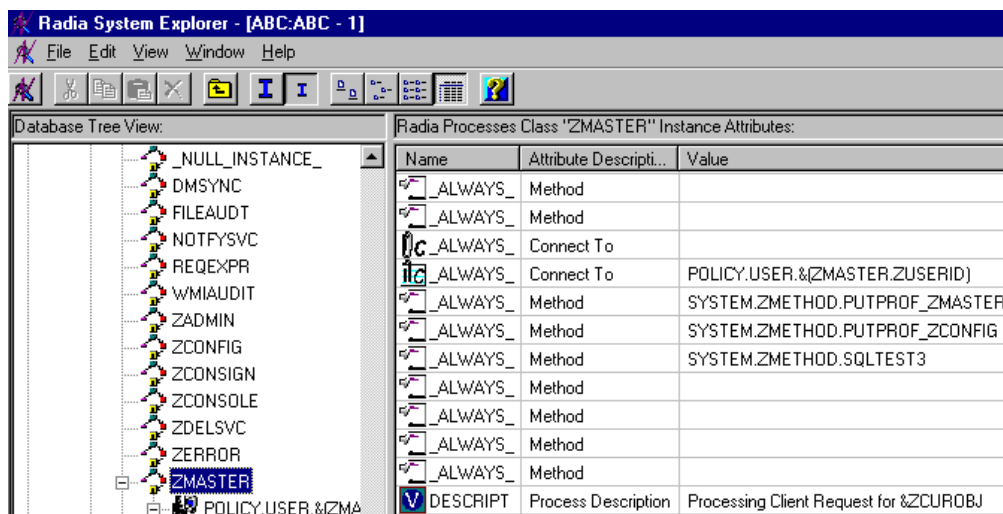 Radia System Explorer - [ABC:ABC - 1]
File Edit View Window Help
Database Tree View:
_NULL_INSTANCE_
DMSYNC
FILEAUDT
NOTFYSVC
REQEXPR
WMIAUDIT
ZADMIN
ZCONFIG
ZCONSIGN
ZCONSOLE
ZDELSVC
ZERROR
ZMASTER
POLICY.USER.&(ZMA
Radia Processes Class "ZMASTER" Instance Attributes:
Name Attribute Descripti... Value
_ALWAYS_ Method
_ALWAYS_ Method
_ALWAYS_ Connect To
_ALWAYS_ Connect To POLICY.USER.&(ZMASTER.ZUSERID)
_ALWAYS_ Method SYSTEM.ZMETHOD.PUTPROF_ZMASTER
_ALWAYS_ Method SYSTEM.ZMETHOD.PUTPROF_ZCONFIG
_ALWAYS_ Method SYSTEM.ZMETHOD.SQLTEST3
_ALWAYS_ Method
_ALWAYS_ Method
_ALWAYS_ Method
_ALWAYS_ Method
V DESCRIPT Process Description Processing Client Request for &ZCUROBJ